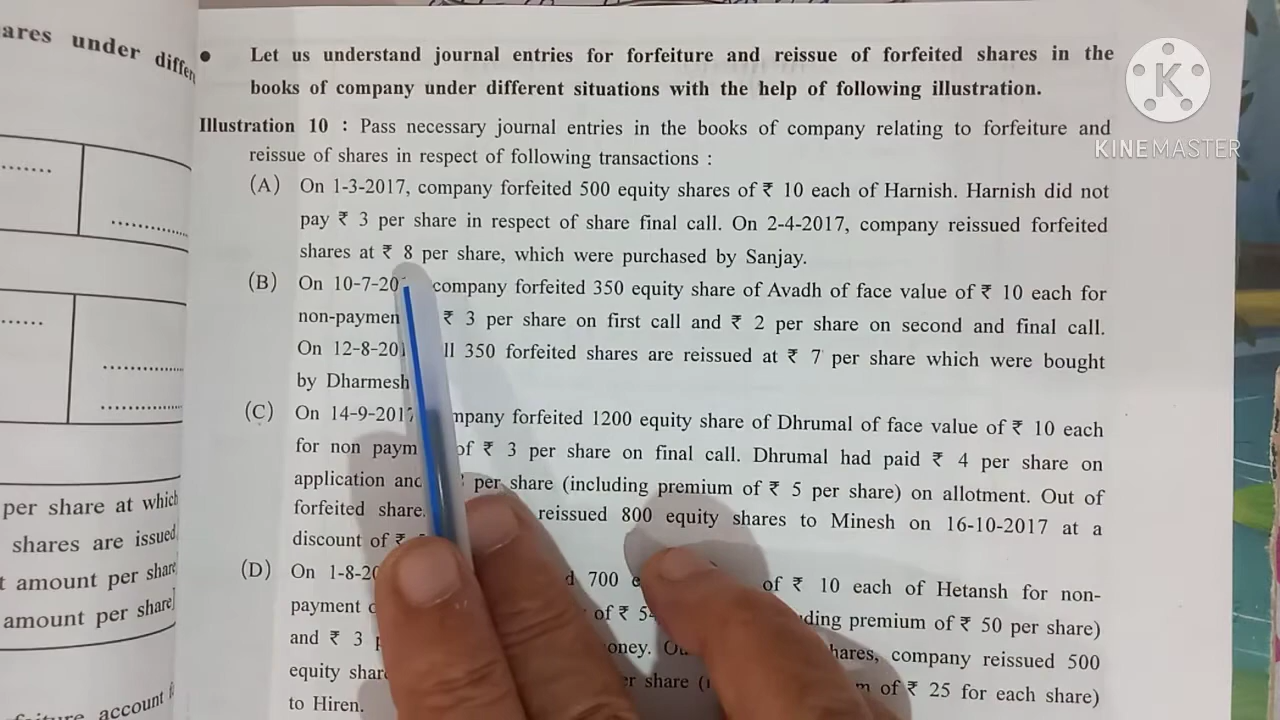 ares under
• Let us understand journal entries for forfeiture and reissue of forfeited shares in the
books of company under different situations with the help of following illustration.
Illustration 10 : Pass necessary journal entries in the books of company relating to forfeiture and
reissue of shares in respect of following transactions :
(A) On 1-3-2017, company forfeited 500 equity shares of ₹ 10 each of Harnish. Harnish did not
pay ₹ 3 per share in respect of share final call. On 2-4-2017, company reissued forfeited
shares at ₹ 8 per share, which were purchased by Sanjay.
(B) On 10-7-20 company forfeited 350 equity share of Avadh of face value of ₹ 10 each for
₹ 3 per share on first call and ₹ 2 per share on second and final call.
On 12-8-20 350 forfeited shares are reissued at ₹ 7 per share which were bought
by Dharmesh
(C) On 14-9-2017 mpany forfeited 1200 equity share of Dhrumal of face value of ₹ 10 each
for non paym of ₹ 3 per share on final call. Dhrumal had paid ₹ 4 per share on
application and per share (including premium of ₹ 5 per share) on allotment. Out of
forfeited share reissued 800 equity shares to Minesh on 16-10-2017 at a
discount of ₹
(D) On 1-8-20 d 700 e of ₹ 10 each of Hetansh for non-
payment of ₹ 5 ding premium of ₹ 50 per share)
and ₹ 3 oney. hares, company reissued 500
equity shar er share of ₹ 25 for each share)
to Hiren.
per share at which
shares are issued
t amount per share
amount per share]
feiture account
K
KINEMASTER